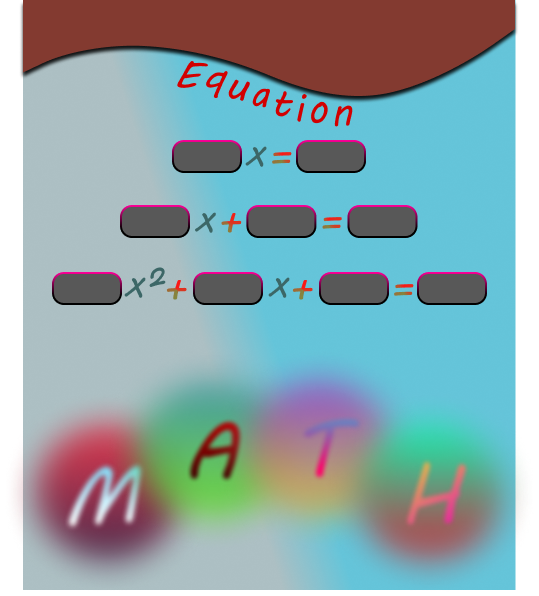 Equation
x =
x + =
x² + x + =
MATH